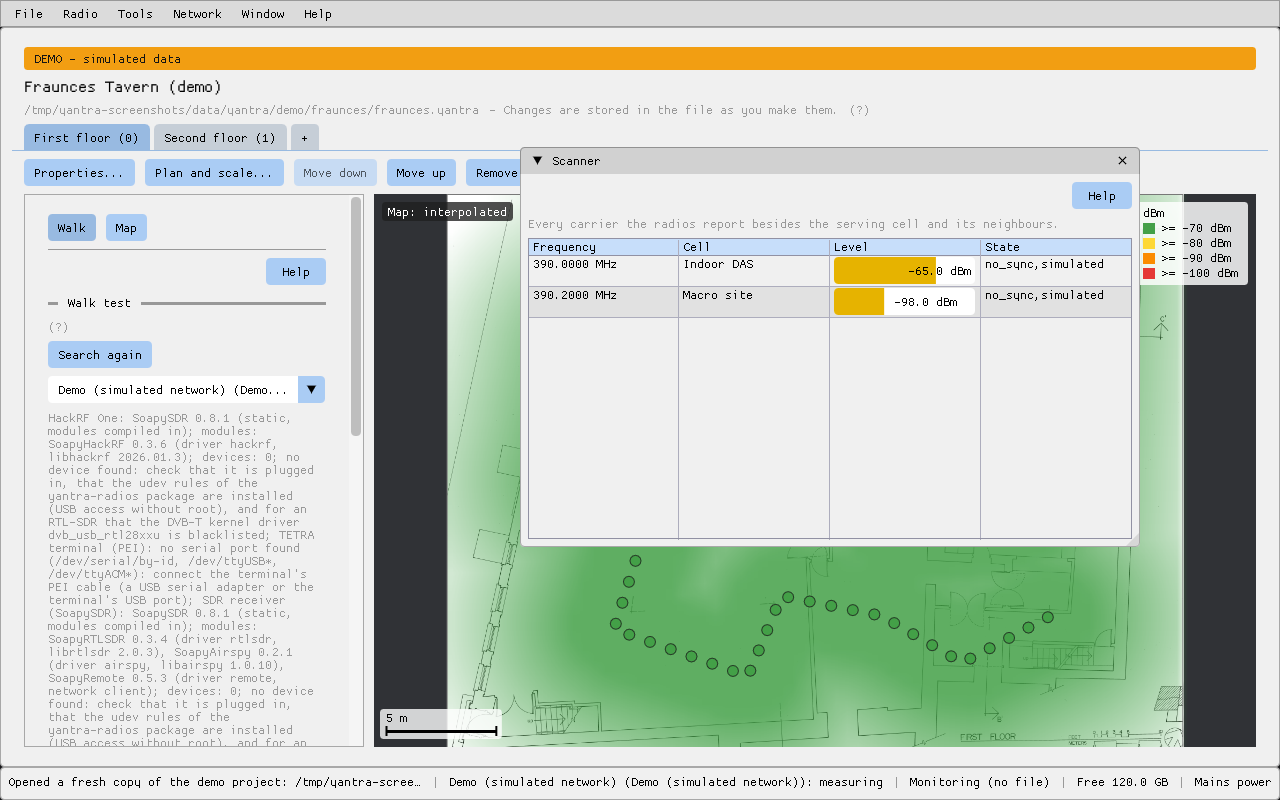 File Radio Tools Network Window Help
DEMO - simulated data
Fraunces Tavern (demo)
/tmp/yantra-screenshots/data/yantra/demo/fraunces/fraunces.yantra - Changes are stored in the file as you make them. (?)
First floor (0) Second floor (1) +
Properties... Plan and scale... Move down Move up Remove
Walk Map
Help
Walk test
(?)
Search again
Demo (simulated network) (Demo...
HackRF One: SoapySDR 0.8.1 (static,
modules compiled in); modules:
SoapyHackRF 0.3.6 (driver hackrf,
libhackrf 2026.01.3); devices: 0; no
device found: check that it is plugged
in, that the udev rules of the
yantra-radios package are installed
(USB access without root), and for an
RTL-SDR that the DVB-T kernel driver
dvb_usb_rtl28xxu is blacklisted; TETRA
terminal (PEI): no serial port found
(/dev/serial/by-id, /dev/ttyUSB*,
/dev/ttyACM*): connect the terminal's
PEI cable (a USB serial adapter or the
terminal's USB port); SDR receiver
(SoapySDR): SoapySDR 0.8.1 (static,
modules compiled in); modules:
SoapyRTLSDR 0.3.4 (driver rtlsdr,
librtlsdr 2.0.3), SoapyAirspy 0.2.1
(driver airspy, libairspy 1.0.10),
SoapyRemote 0.5.3 (driver remote,
network client); devices: 0; no device
found: check that it is plugged in,
that the udev rules of the
yantra-radios package are installed
(USB access without root), and for an
Map: interpolated
Scanner
Help
Every carrier the radios report besides the serving cell and its neighbours.
Frequency Cell Level State
390.0000 MHz Indoor DAS -65.0 dBm no_sync,simulated
390.2000 MHz Macro site -98.0 dBm no_sync,simulated
dBm
>= -70 dBm
>= -80 dBm
>= -90 dBm
>= -100 dBm
5 m
FIRST FLOOR
Opened a fresh copy of the demo project: /tmp/yantra-scree… | Demo (simulated network) (Demo (simulated network)): measuring | Monitoring (no file) | Free 120.0 GB | Mains power